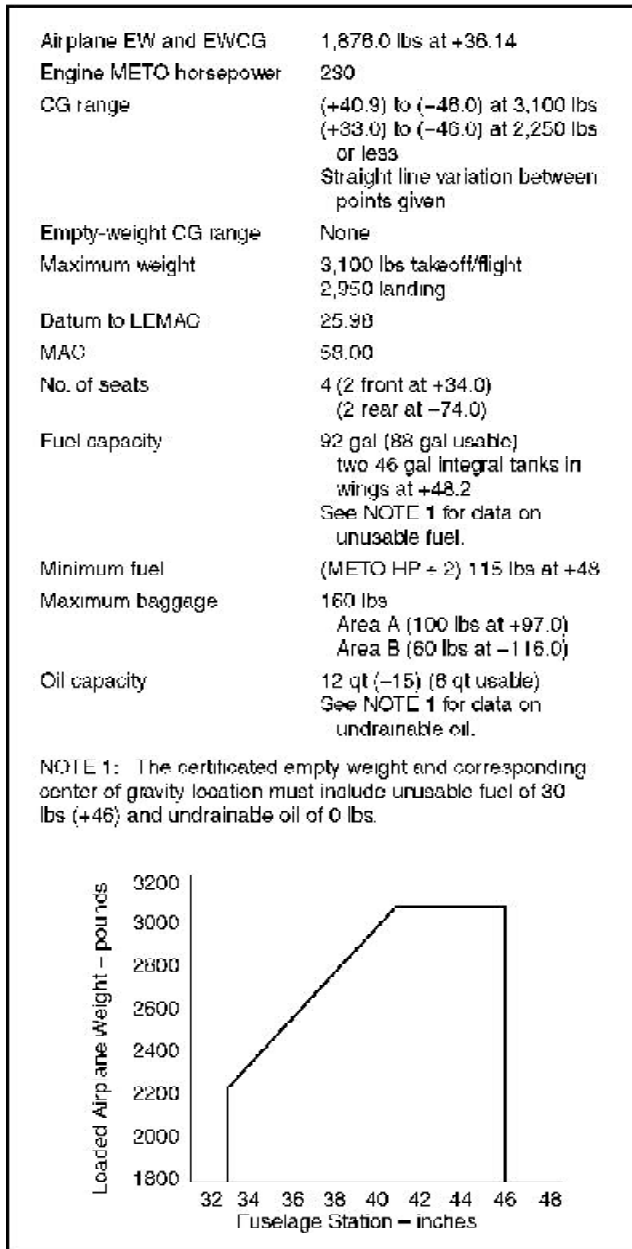 Airplane EW and EWCG 1,876.0 lbs at +36.14
Engine METO horsepower 230
CG range (+40.9) to (−46.0) at 3,100 lbs
(+33.0) to (−46.0) at 2,250 lbs
or less
Straight line variation between
points given
Empty-weight CG range None
Maximum weight 3,100 lbs takeoff/flight
2,950 landing
Datum to LEMAC 25.98
MAC 58.00
No. of seats 4 (2 front at +34.0)
(2 rear at −74.0)
Fuel capacity 92 gal (88 gal usable)
two 46 gal integral tanks in
wings at +48.2
See NOTE 1 for data on
unusable fuel.
Minimum fuel (METO HP ÷ 2) 115 lbs at +48
Maximum baggage 160 lbs
Area A (100 lbs at +97.0)
Area B (60 lbs at −116.0)
Oil capacity 12 qt (−15) (6 qt usable)
See NOTE 1 for data on
undrainable oil.
NOTE 1: The certificated empty weight and corresponding
center of gravity location must include unusable fuel of 30
lbs (+46) and undrainable oil of 0 lbs.
Loaded Airplane Weight – pounds
3200
3000
2800
2600
2400
2200
2000
1800
32 34 36 38 40 42 44 46 48
Fuselage Station – inches